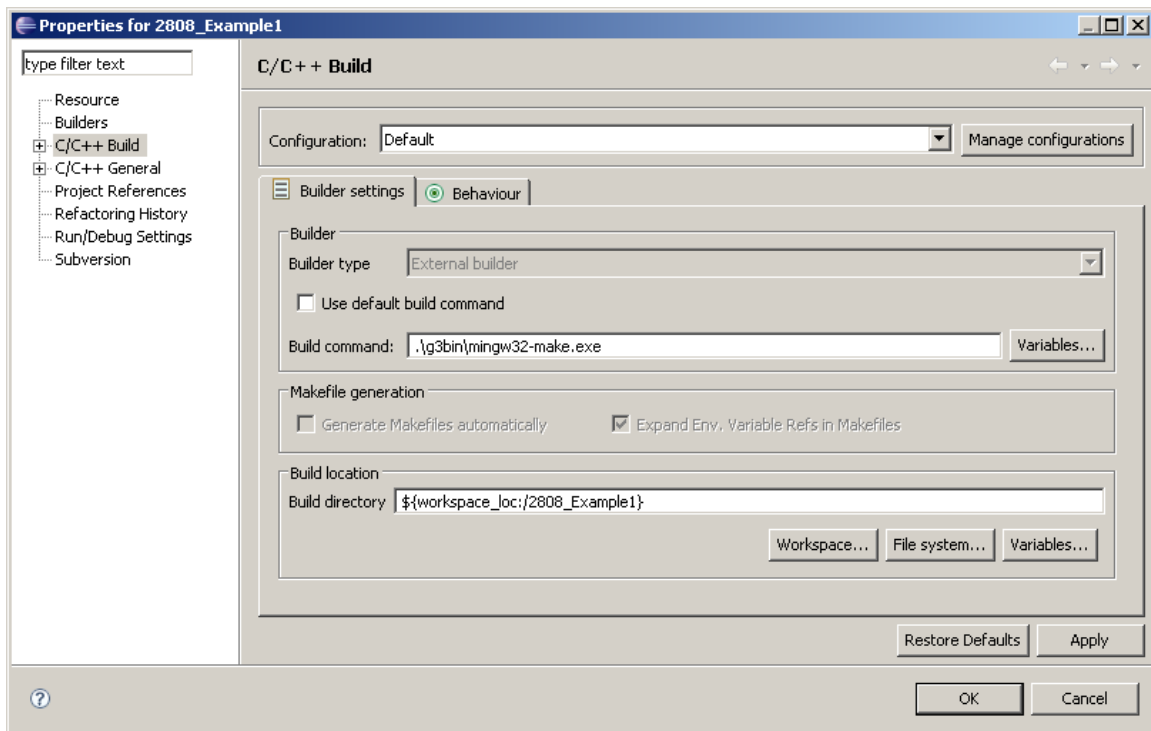 Properties for 2808_Example1
type filter text
Resource
Builders
C/C++ Build
C/C++ General
Project References
Refactoring History
Run/Debug Settings
Subversion
C/C++ Build
Configuration: Default Manage configurations
Builder settings Behaviour
Builder
Builder type External builder
Use default build command
Build command: .\g3bin\mingw32-make.exe Variables...
Makefile generation
Generate Makefiles automatically Expand Env. Variable Refs in Makefiles
Build location
Build directory ${workspace_loc:/2808_Example1}
Workspace... File system... Variables...
Restore Defaults Apply
? OK Cancel